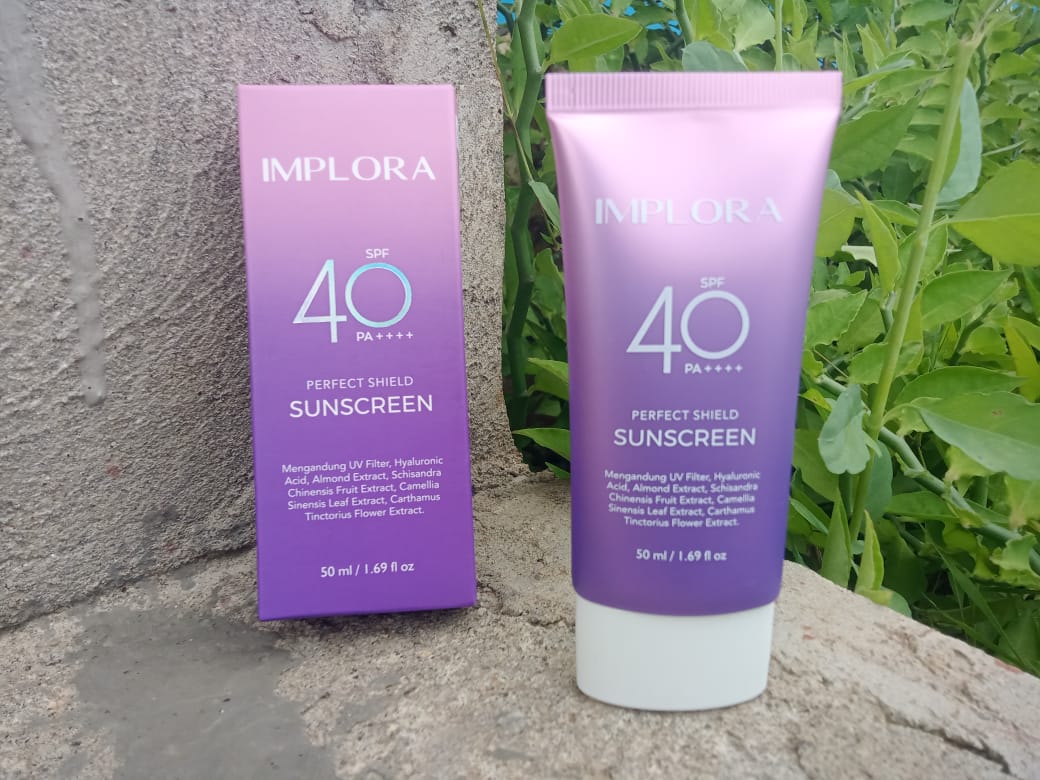 IMPLORA
SPF
40
PA++++
PERFECT SHIELD
SUNSCREEN
Mengandung UV Filter, Hyaluronic
Acid, Almond Extract, Schisandra
Chinensis Fruit Extract, Camellia
Sinensis Leaf Extract, Carthamus
Tinctorius Flower Extract.
50 ml / 1.69 fl oz
IMPLORA
SPF
40
PA++++
PERFECT SHIELD
SUNSCREEN
Mengandung UV Filter, Hyaluronic
Acid, Almond Extract, Schisandra
Chinensis Fruit Extract, Camellia
Sinensis Leaf Extract, Carthamus
Tinctorius Flower Extract.
50 ml / 1.69 fl oz